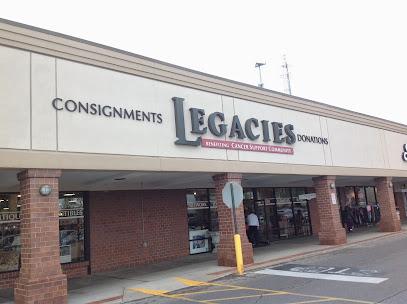 CONSIGNMENTS
LEGACIES
DONATIONS
BENEFITING CANCER SUPPORT COMMUNITY